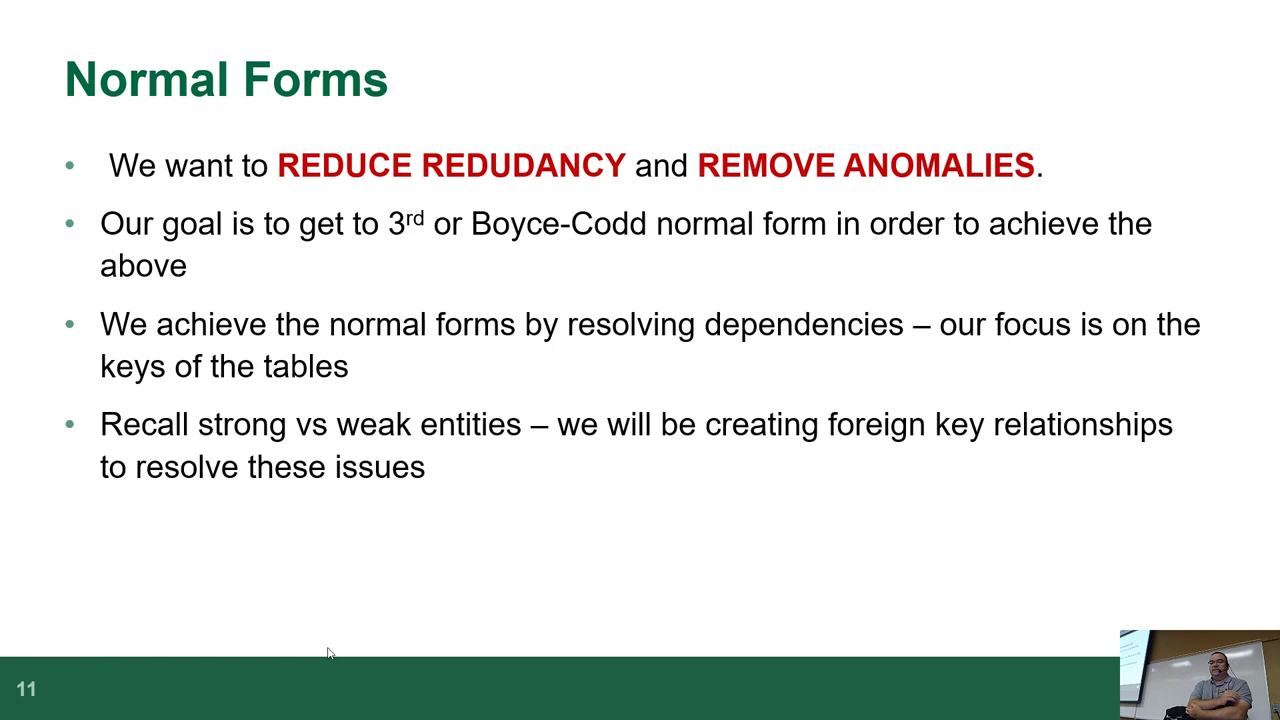 Normal Forms
• We want to REDUCE REDUDANCY and REMOVE ANOMALIES.
• Our goal is to get to 3rd or Boyce-Codd normal form in order to achieve the
above
• We achieve the normal forms by resolving dependencies – our focus is on the
keys of the tables
• Recall strong vs weak entities – we will be creating foreign key relationships
to resolve these issues
11